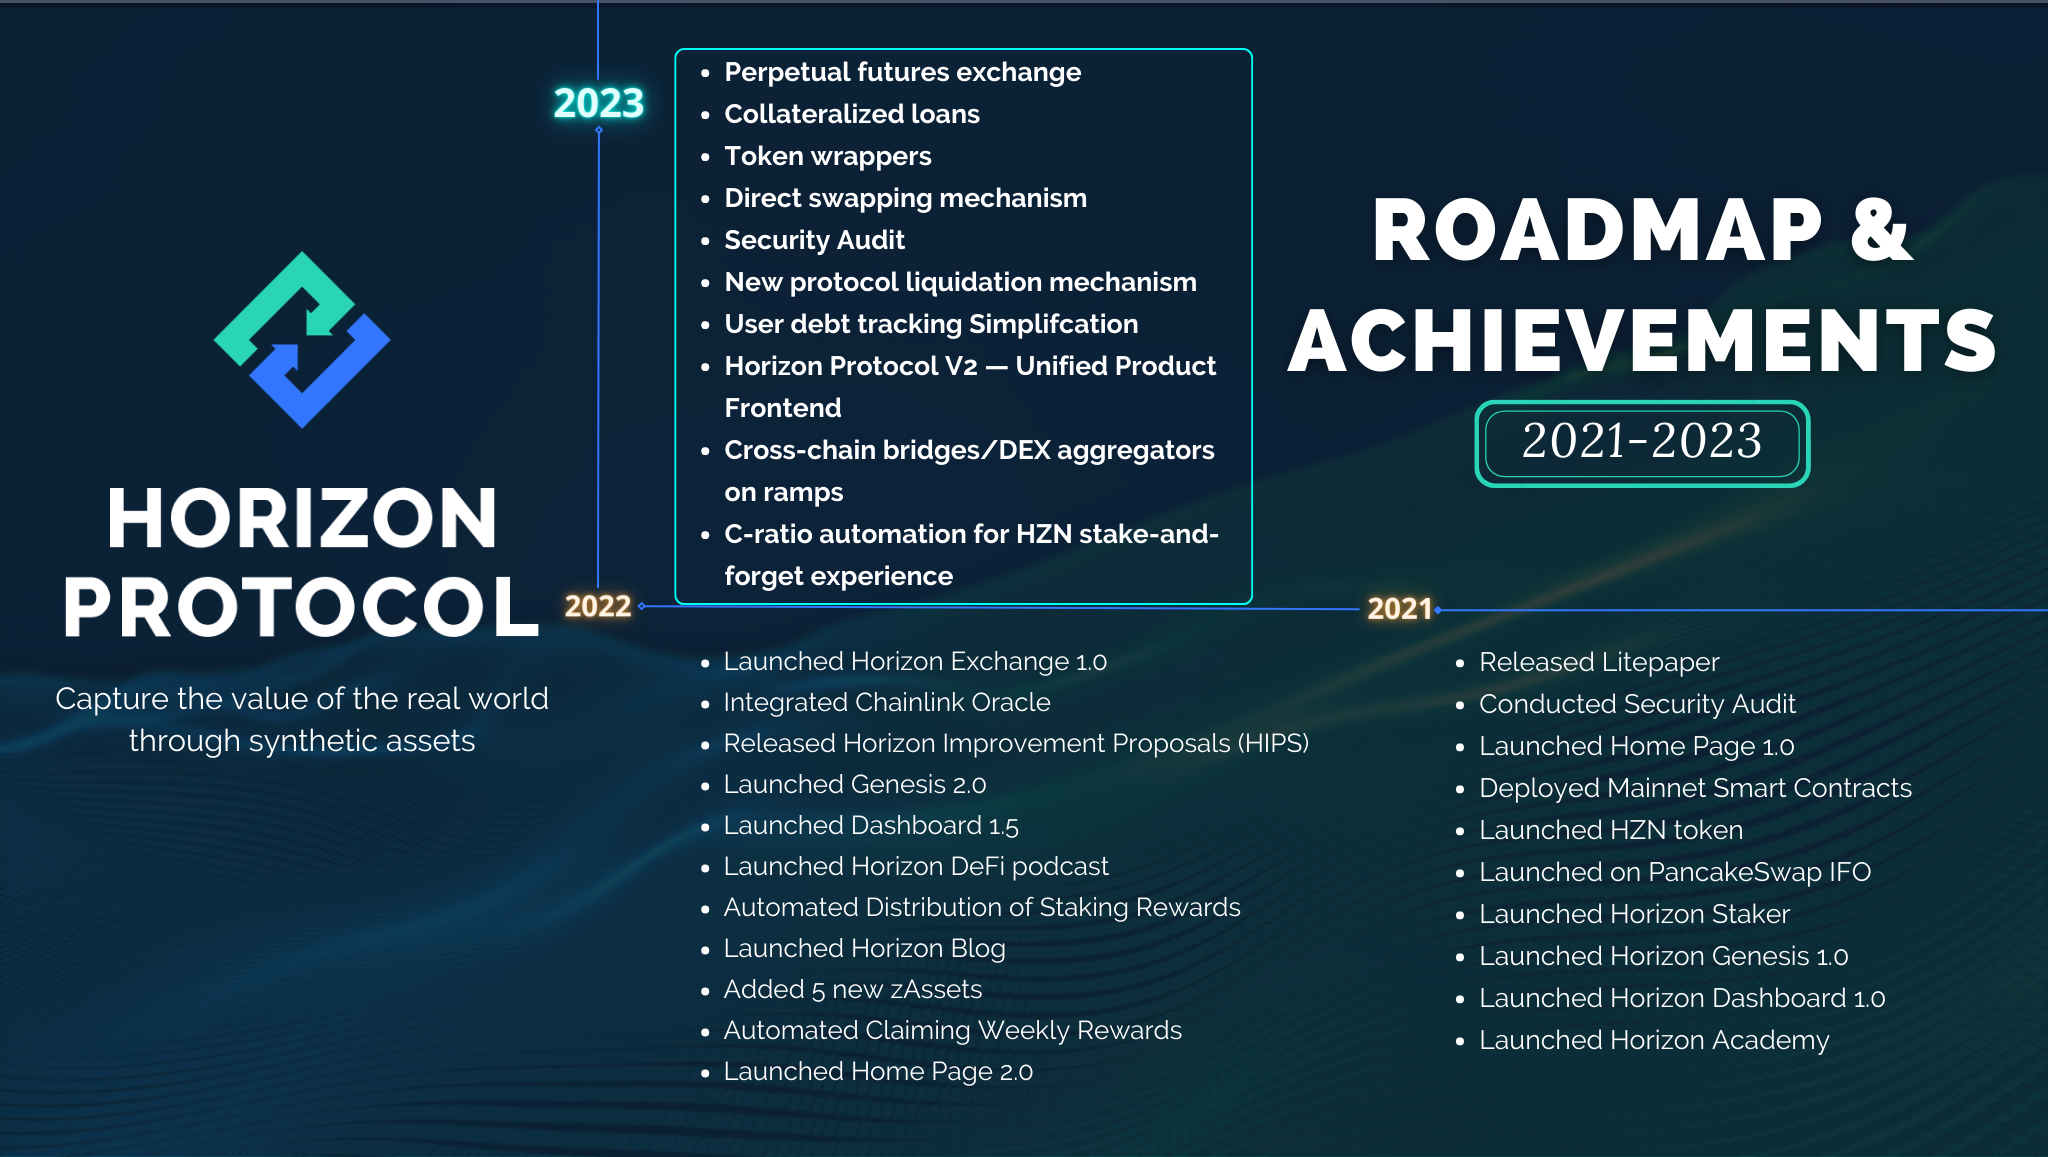 HORIZON
PROTOCOL
Capture the value of the real world
through synthetic assets
2023
• Perpetual futures exchange
• Collateralized loans
• Token wrappers
• Direct swapping mechanism
• Security Audit
• New protocol liquidation mechanism
• User debt tracking Simplifcation
• Horizon Protocol V2 — Unified Product
Frontend
• Cross-chain bridges/DEX aggregators
on ramps
• C-ratio automation for HZN stake-and-
forget experience
ROADMAP &
ACHIEVEMENTS
2021-2023
2022
• Launched Horizon Exchange 1.0
• Integrated Chainlink Oracle
• Released Horizon Improvement Proposals (HIPS)
• Launched Genesis 2.0
• Launched Dashboard 1.5
• Launched Horizon DeFi podcast
• Automated Distribution of Staking Rewards
• Launched Horizon Blog
• Added 5 new zAssets
• Automated Claiming Weekly Rewards
• Launched Home Page 2.0
2021
• Released Litepaper
• Conducted Security Audit
• Launched Home Page 1.0
• Deployed Mainnet Smart Contracts
• Launched HZN token
• Launched on PancakeSwap IFO
• Launched Horizon Staker
• Launched Horizon Genesis 1.0
• Launched Horizon Dashboard 1.0
• Launched Horizon Academy